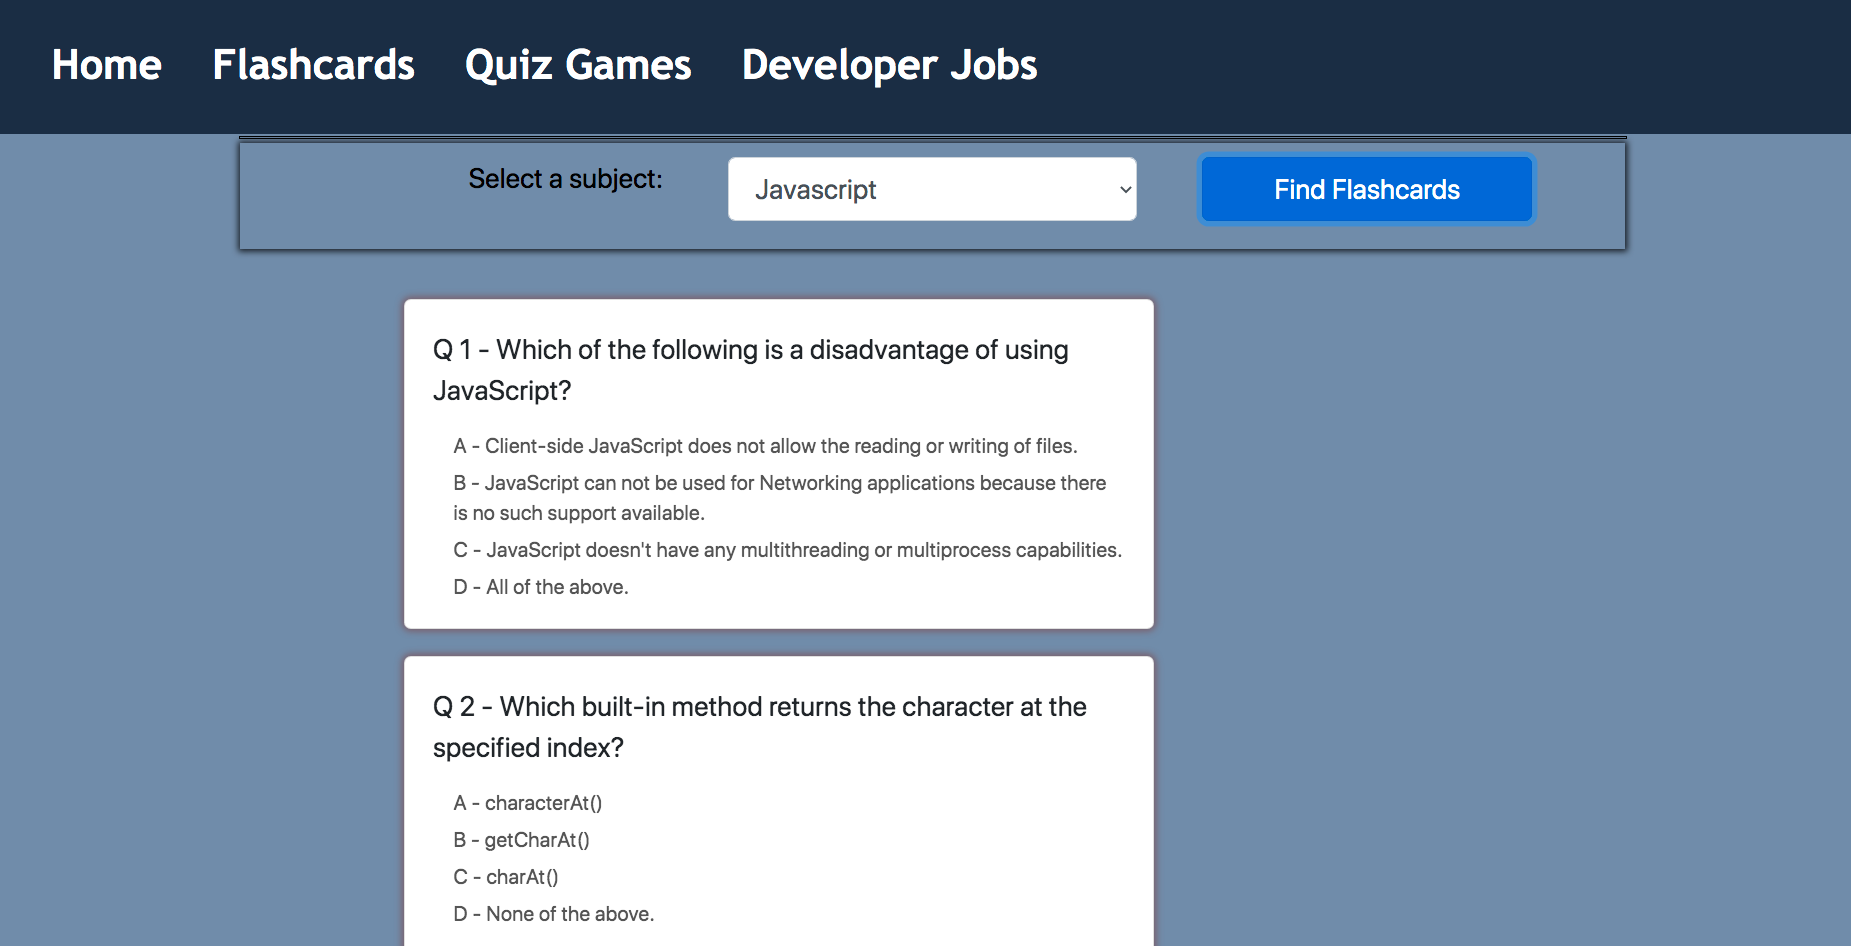 Home Flashcards Quiz Games Developer Jobs
Select a subject: Javascript Find Flashcards
Q 1 - Which of the following is a disadvantage of using
JavaScript?
A - Client-side JavaScript does not allow the reading or writing of files.
B - JavaScript can not be used for Networking applications because there
is no such support available.
C - JavaScript doesn't have any multithreading or multiprocess capabilities.
D - All of the above.
Q 2 - Which built-in method returns the character at the
specified index?
A - characterAt()
B - getCharAt()
C - charAt()
D - None of the above.